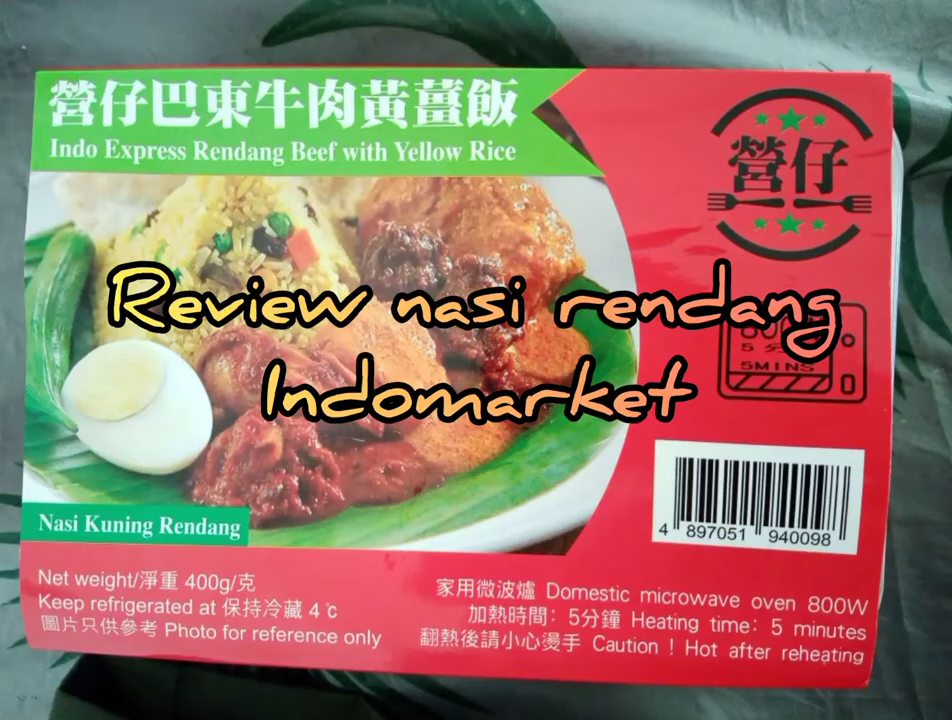 營仔巴東牛肉黃薑飯
Indo Express Rendang Beef with Yellow Rice
營仔
Review nasi rendang
Indomarket
5MINS
4 897051 940098
Nasi Kuning Rendang
Net weight/淨重 400g/克
Keep refrigerated at 保持冷藏 4℃
圖片只供參考 Photo for reference only
家用微波爐 Domestic microwave oven 800W
加熱時間: 5分鐘 Heating time: 5 minutes
翻熱後請小心燙手 Caution ! Hot after reheating